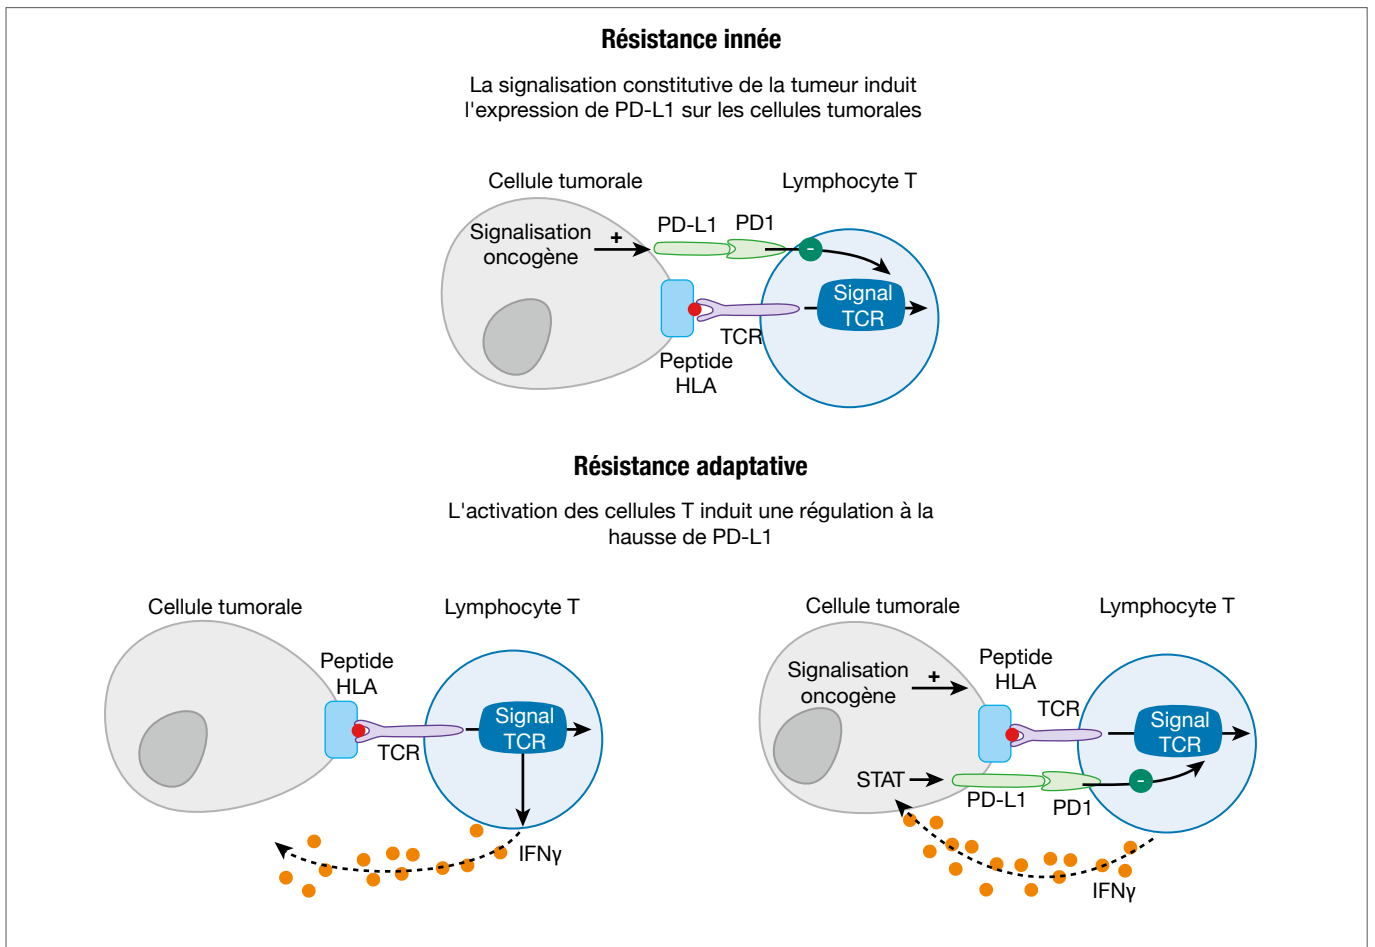 Résistance innée
La signalisation constitutive de la tumeur induit
l'expression de PD-L1 sur les cellules tumorales
Cellule tumorale
Lymphocyte T
Signalisation
oncogène
+
PD-L1
PD1
-
Signal
TCR
TCR
Peptide
HLA
Résistance adaptative
L'activation des cellules T induit une régulation à la
hausse de PD-L1
Cellule tumorale
Lymphocyte T
Peptide
HLA
Signal
TCR
TCR
IFNγ
Cellule tumorale
Lymphocyte T
Signalisation
oncogène
+
Peptide
HLA
TCR
Signal
TCR
STAT
PD-L1
PD1
-
IFNγ